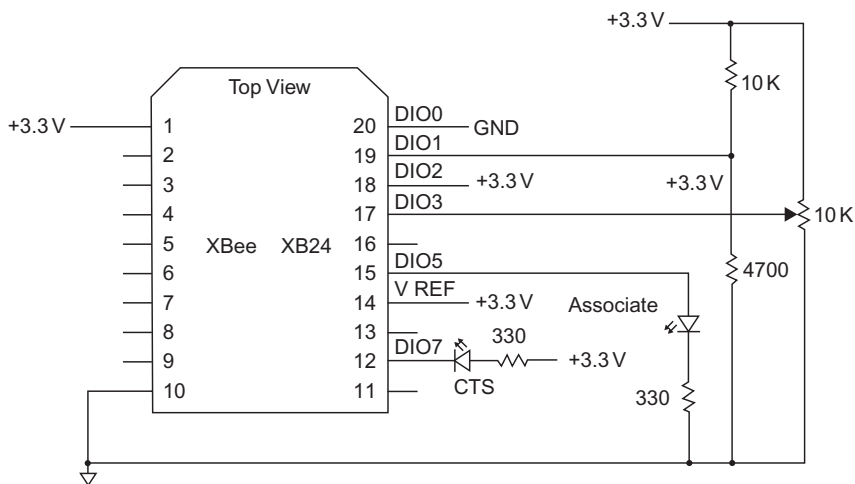 +3.3 V
10 K
Top View
+3.3 V
1
20
DIO0
GND
2
19
DIO1
3
18
DIO2
+3.3 V
+3.3 V
4
17
DIO3
10 K
5
XBee XB24
16
6
15
DIO5
4700
7
14
V REF
+3.3 V
Associate
8
13
330
9
12
DIO7
+3.3 V
CTS
10
11
330